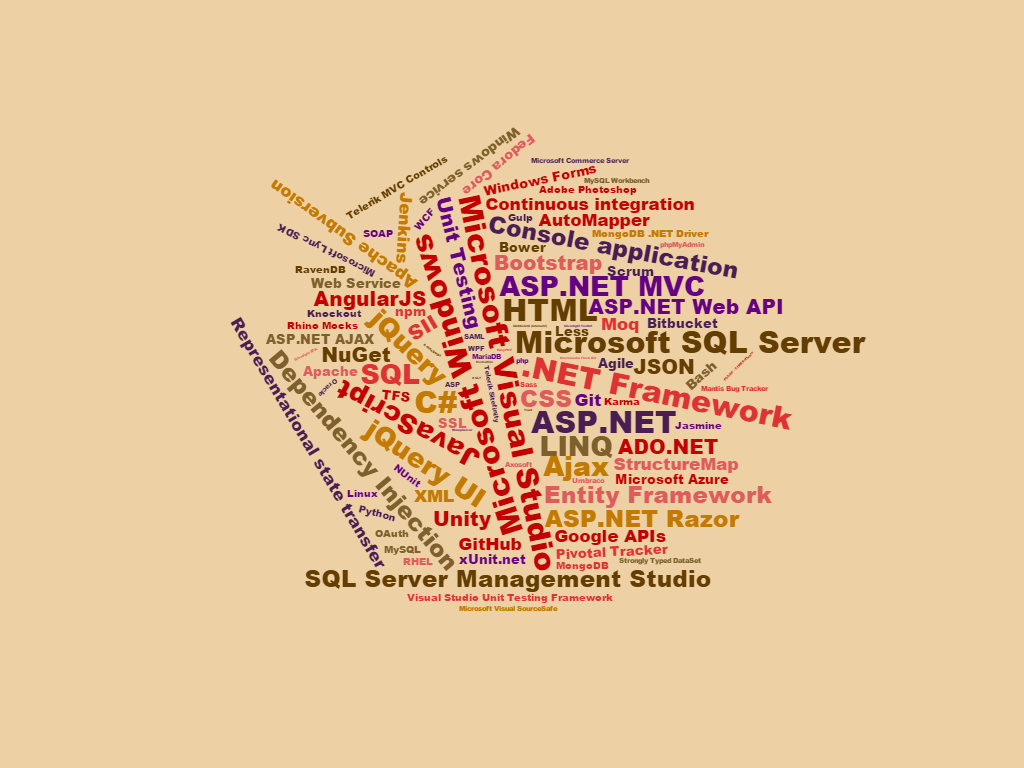 Windows service
Fedora Core
Microsoft Commerce Server
Telerik MVC Controls
Windows Forms
MySQL Workbench
Adobe Photoshop
Apache Subversion
Jenkins
WCF
Unit Testing
Microsoft Visual Studio
Continuous integration
Gulp
AutoMapper
SOAP
Microsoft Lync SDK
Microsoft Windows
Console application
MongoDB .NET Driver
phpMyAdmin
Bower
Bootstrap
Scrum
RavenDB
Web Service
ASP.NET MVC
AngularJS
HTML
ASP.NET Web API
Knockout
npm
jQuery
SII
Rhino Mocks
Less
Moq
Bitbucket
ASP.NET AJAX
SAML
Microsoft SQL Server
NuGet
WPF
MariaDB
php
Agile
JSON
Bash
Apache
SQL
.NET Framework
Telerik Sitefinity
Oracle
JavaScript
TFS
ASP
C#
Sass
CSS
Git
Karma
Mantis Bug Tracker
SSL
ASP.NET
Jasmine
Representational state transfer
Dependency Injection
jQuery UI
LINQ
ADO.NET
Axosoft
Ajax
StructureMap
NUnit
Umbraco
Microsoft Azure
Linux
XML
Entity Framework
Python
Unity
ASP.NET Razor
OAuth
GitHub
Google APIs
MySQL
Pivotal Tracker
RHEL
xUnit.net
MongoDB
Strongly Typed DataSet
SQL Server Management Studio
Visual Studio Unit Testing Framework
Microsoft Visual SourceSafe